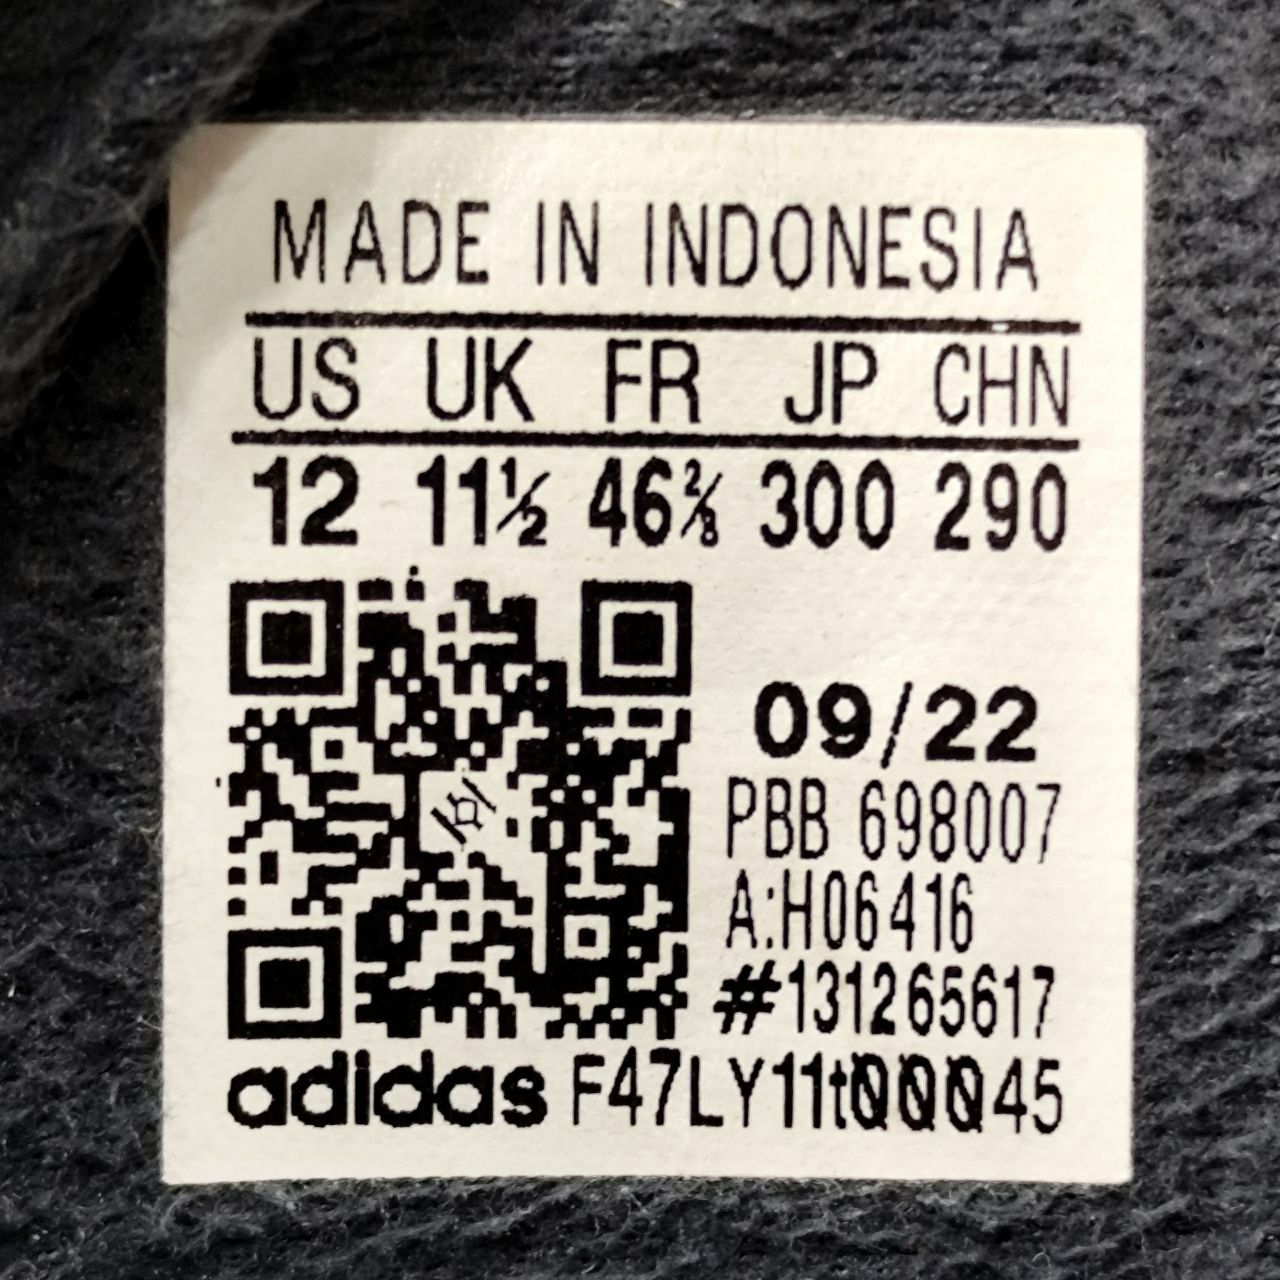 MADE IN INDONESIA
US UK FR JP CHN
12 11½ 46⅔ 300 290
09/22
PBB 698007
A:H06416
#131265617
adidas F47LY11t00045